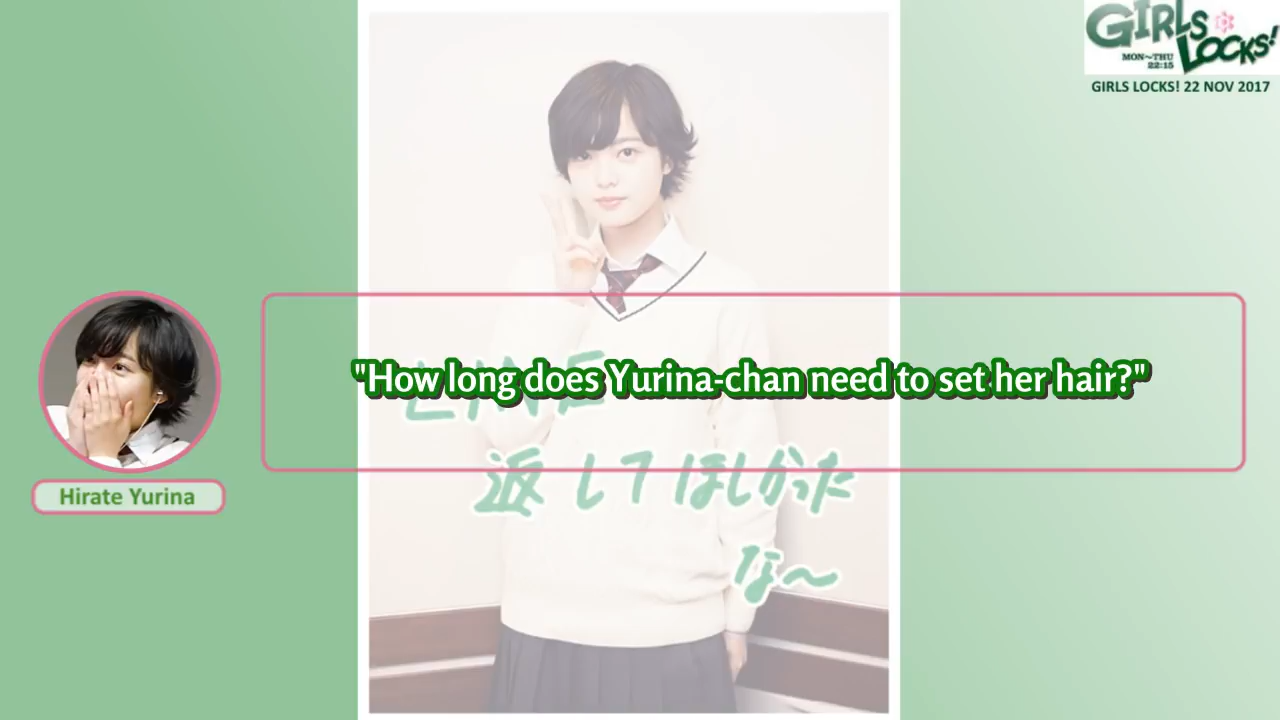 GIRLS
LOCKS!
MON~THU
22:15
GIRLS LOCKS! 22 NOV 2017
"How long does Yurina-chan need to set her hair?"
返してほしかった
な〜
Hirate Yurina